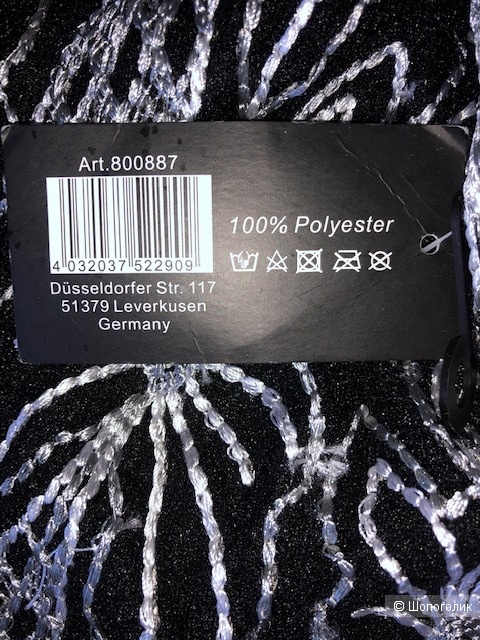 Art.800887
4 032037 522909
Düsseldorfer Str. 117
51379 Leverkusen
Germany
100% Polyester
© Шопоголик